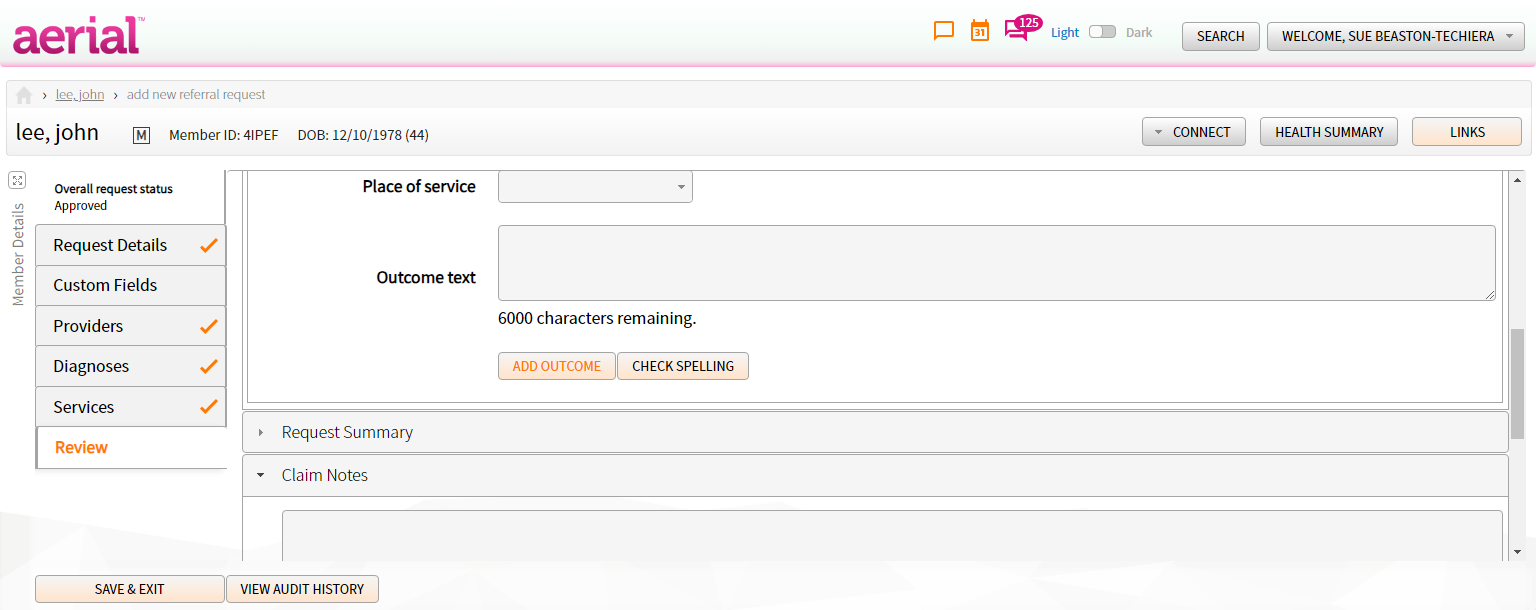 aerial™
31
125
Light
Dark
SEARCH
WELCOME, SUE BEASTON-TECHIERA
› lee, john › add new referral request
lee, john
M
Member ID: 4IPEF
DOB: 12/10/1978 (44)
CONNECT
HEALTH SUMMARY
LINKS
Member Details
Overall request status
Approved
Request Details
Custom Fields
Providers
Diagnoses
Services
Review
Place of service
Outcome text
6000 characters remaining.
ADD OUTCOME
CHECK SPELLING
Request Summary
Claim Notes
SAVE & EXIT
VIEW AUDIT HISTORY